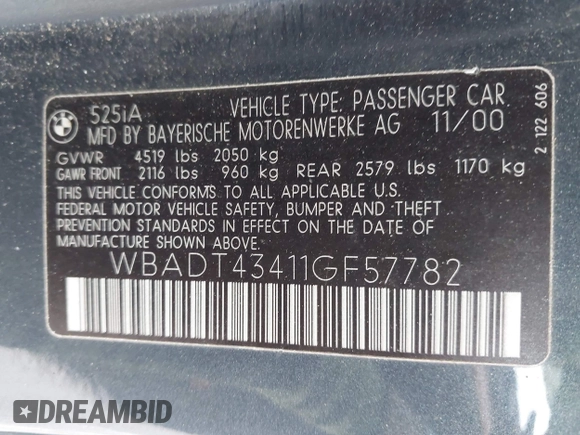 BMW
525iA VEHICLE TYPE: PASSENGER CAR
MFD BY BAYERISCHE MOTORENWERKE AG 11/00
GVWR 4519 lbs 2050 kg
GAWR FRONT 2116 lbs 960 kg REAR 2579 lbs 1170 kg
THIS VEHICLE CONFORMS TO ALL APPLICABLE U.S.
FEDERAL MOTOR VEHICLE SAFETY, BUMPER AND THEFT
PREVENTION STANDARDS IN EFFECT ON THE DATE OF
MANUFACTURE SHOWN ABOVE.
WBADT43411GF57782
2 122 606
DREAMBID